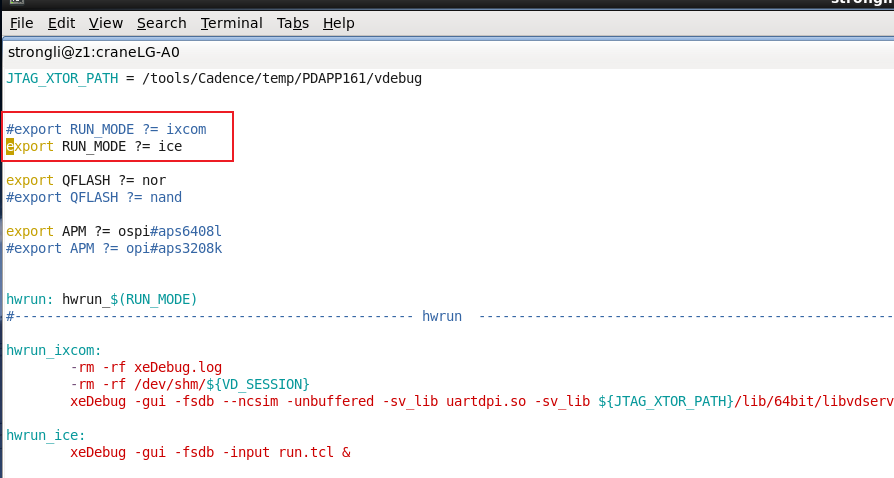 File Edit View Search Terminal Tabs Help
strongli@z1:craneLG-A0
JTAG_XTOR_PATH = /tools/Cadence/temp/PDAPP161/vdebug
#export RUN_MODE ?= ixcom
export RUN_MODE ?= ice
export QFLASH ?= nor
#export QFLASH ?= nand
export APM ?= ospi#aps6408l
#export APM ?= opi#aps3208k
hwrun: hwrun_$(RUN_MODE)
#-------------------------------------------------- hwrun ----------------------------------------------------
hwrun_ixcom:
-rm -rf xeDebug.log
-rm -rf /dev/shm/${VD_SESSION}
xeDebug -gui -fsdb --ncsim -unbuffered -sv_lib uartdpi.so -sv_lib ${JTAG_XTOR_PATH}/lib/64bit/libvdserv
hwrun_ice:
xeDebug -gui -fsdb -input run.tcl &